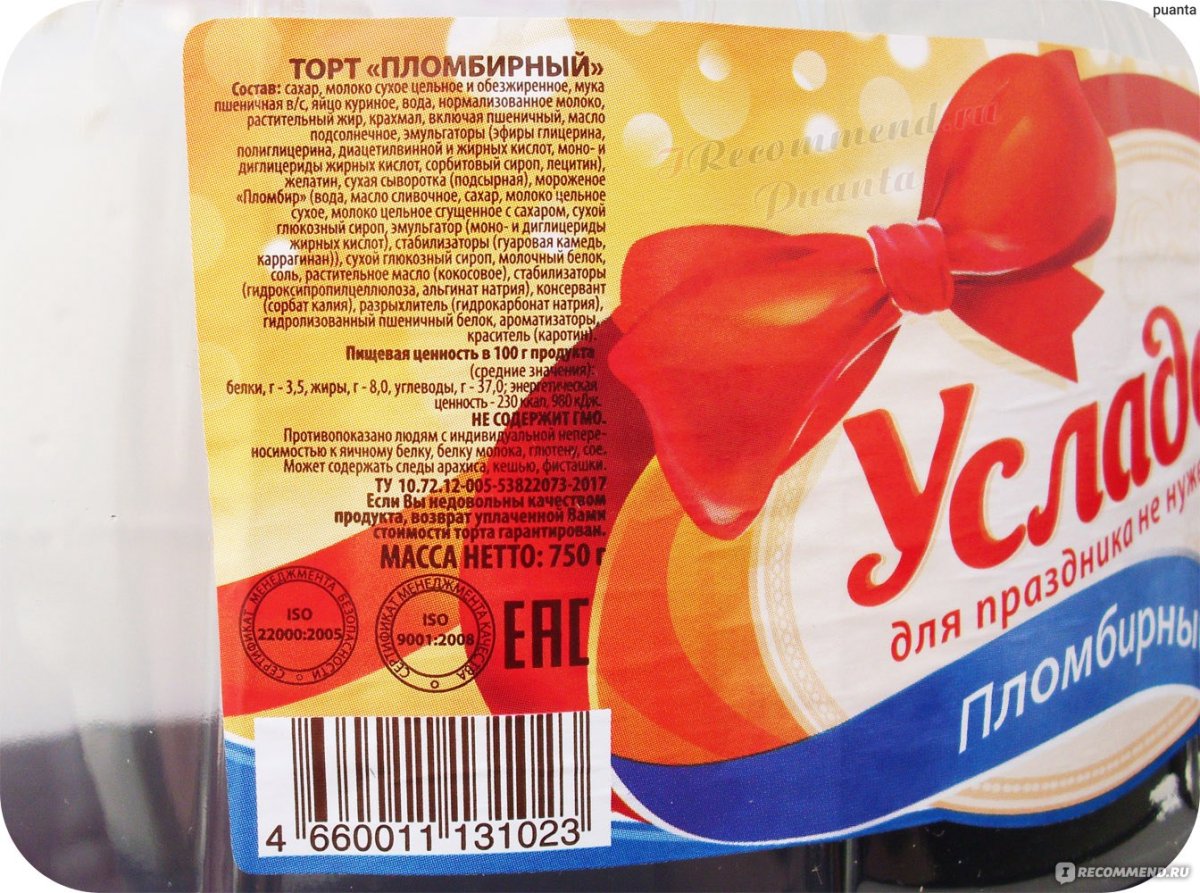 puanta
ТОРТ «ПЛОМБИРНЫЙ»
Состав: сахар, молоко сухое цельное и обезжиренное, мука
пшеничная в/с, яйцо куриное, вода, нормализованное молоко,
растительный жир, крахмал, включая пшеничный, масло
подсолнечное, эмульгаторы (эфиры глицерина,
полиглицерина, диацетилвинной и жирных кислот, моно- и
диглицериды жирных кислот, сорбитовый сироп, лецитин),
желатин, сухая сыворотка (подсырная), мороженое
«Пломбир» (вода, масло сливочное, сахар, молоко цельное
сухое, молоко цельное сгущенное с сахаром, сухой
глюкозный сироп, эмульгатор (моно- и диглицериды
жирных кислот), стабилизаторы (гуаровая камедь,
каррагинан)), сухой глюкозный сироп, молочный белок,
соль, растительное масло (кокосовое), стабилизаторы
(гидроксипропилцеллюлоза, альгинат натрия), консервант
(сорбат калия), разрыхлитель (гидрокарбонат натрия),
гидролизованный пшеничный белок, ароматизаторы,
краситель (каротин).
Пищевая ценность в 100 г продукта
(средние значения):
белки, г - 3,5, жиры, г - 8,0, углеводы, г - 37,0; энергетическая
ценность - 230 ккал, 980 кДж.
НЕ СОДЕРЖИТ ГМО.
Противопоказано людям с индивидуальной непере-
носимостью к яичному белку, белку молока, глютену, сое.
Может содержать следы арахиса, кешью, фисташки.
ТУ 10.72.12-005-53822073-2017
Если Вы недовольны качеством
продукта, возврат уплаченной Вами
стоимости торта гарантирован.
МАССА НЕТТО: 750 г
СЕРТИФИКАТ МЕНЕДЖМЕНТА БЕЗОПАСНОСТИ
ISO
22000:2005
СЕРТИФИКАТ МЕНЕДЖМЕНТА КАЧЕСТВА
ISO
9001:2008
ЕАС
4 660011 131023
IRecommend.ru
Puanta
Услад
для праздника не нуж
Пломбирны
IRECOMMEND.RU